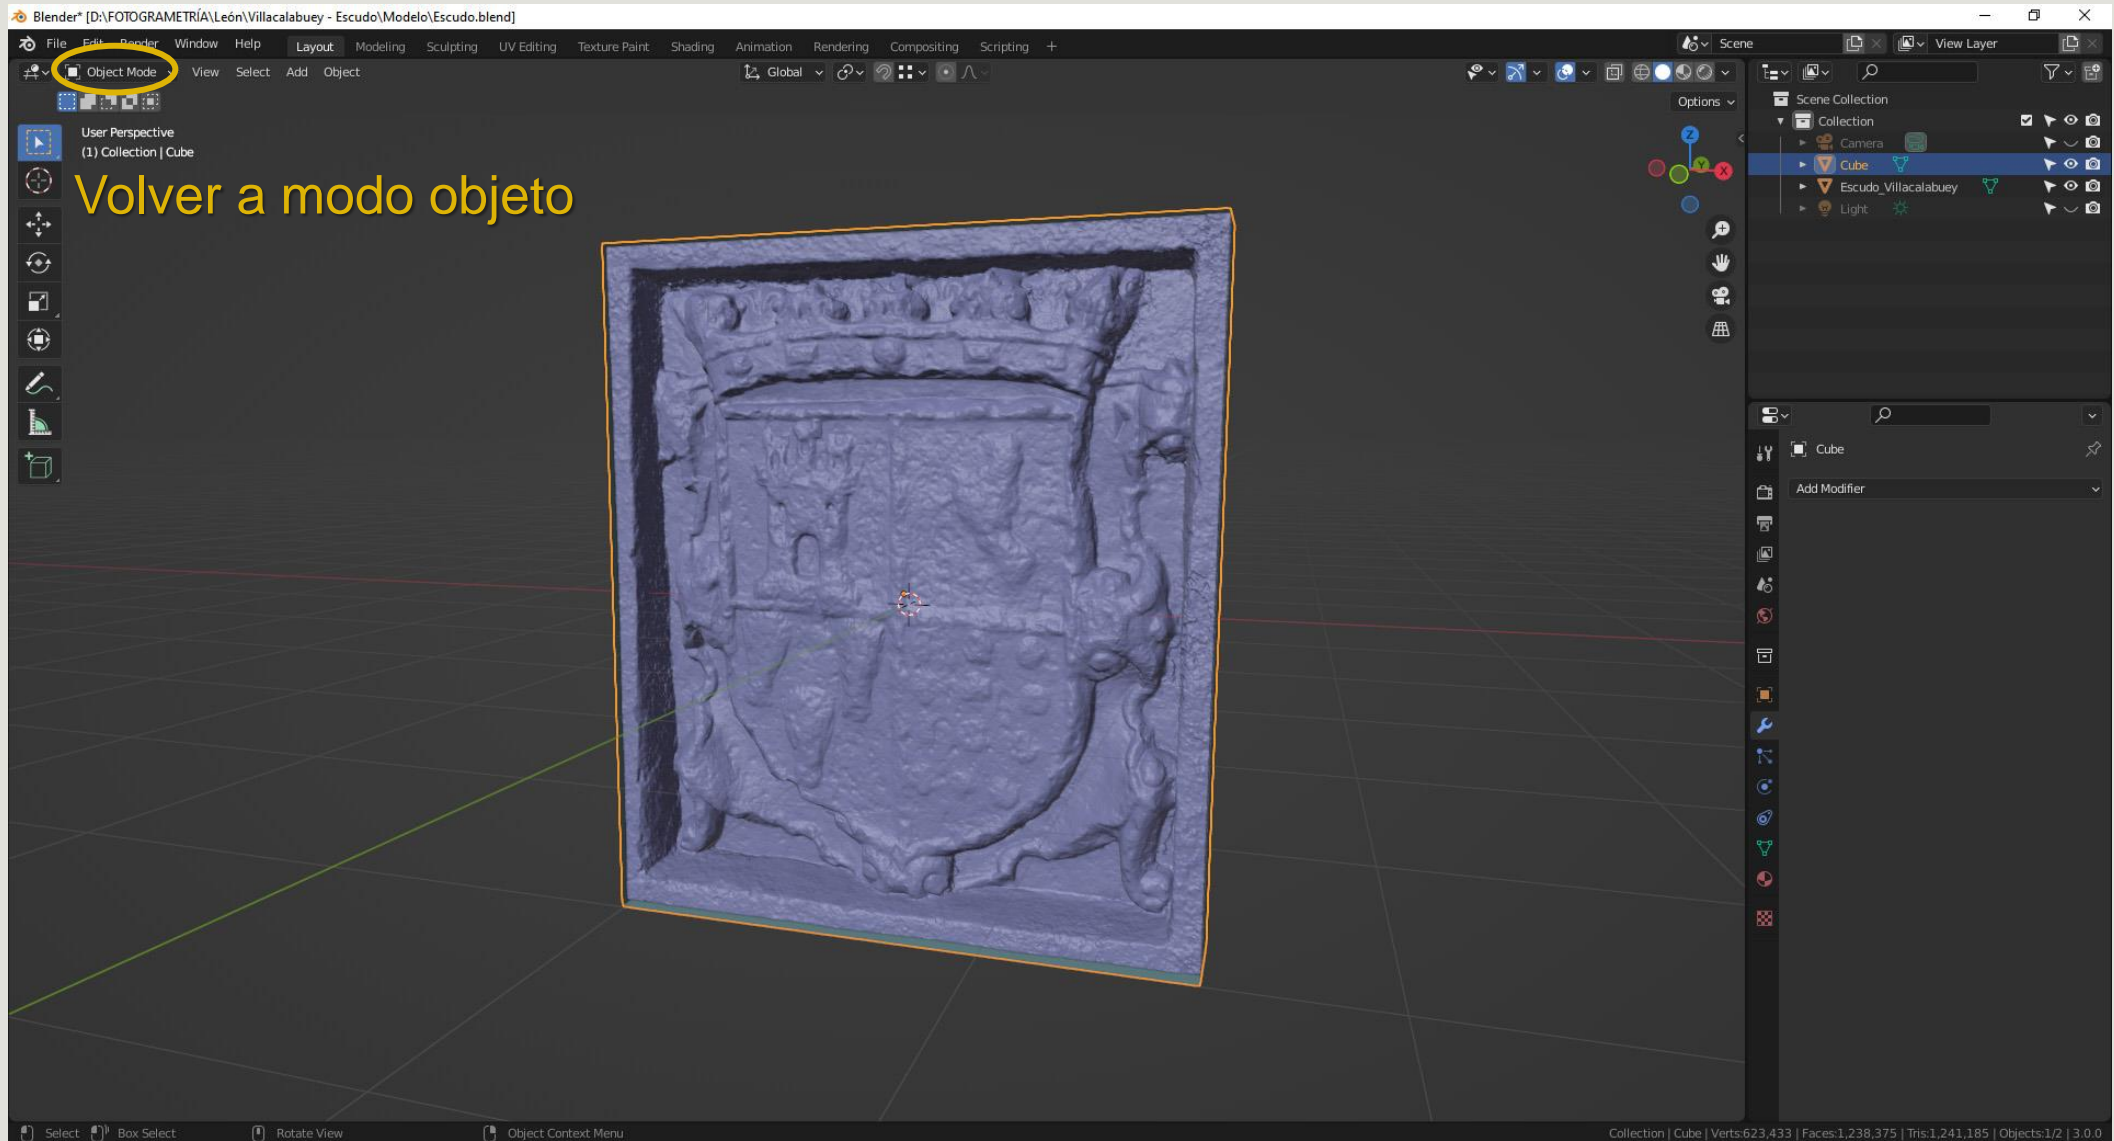 Blender* [D:\FOTOGRAMETRÍA\León\Villacalabuey - Escudo\Modelo\Escudo.blend]
File Edit Render Window Help Layout Modeling Sculpting UV Editing Texture Paint Shading Animation Rendering Compositing Scripting + Scene View Layer
Object Mode View Select Add Object Global
Options
User Perspective
(1) Collection | Cube
Volver a modo objeto
Z
Y
X
Scene Collection
Collection
Camera
Cube
Escudo_Villacalabuey
Light
Cube
Add Modifier
Select Box Select Rotate View Object Context Menu Collection | Cube | Verts:623,433 | Faces:1,238,375 | Tris:1,241,185 | Objects:1/2 | 3.0.0